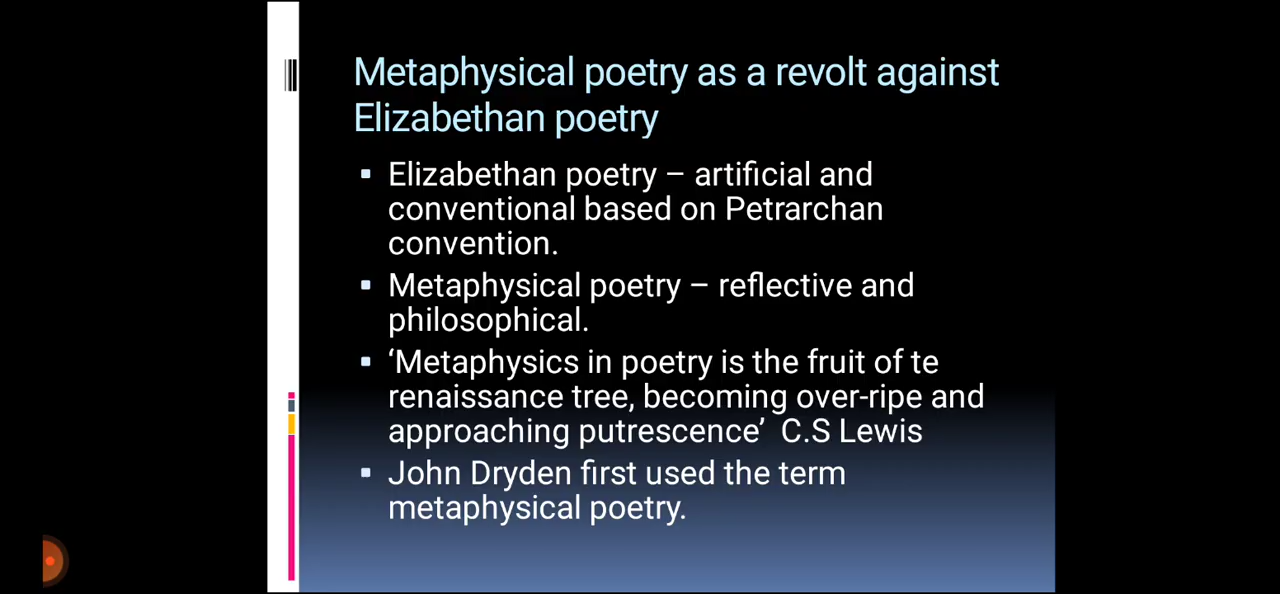 Metaphysical poetry as a revolt against
Elizabethan poetry
▪ Elizabethan poetry – artificial and
conventional based on Petrarchan
convention.
▪ Metaphysical poetry – reflective and
philosophical.
▪ ‘Metaphysics in poetry is the fruit of te
renaissance tree, becoming over-ripe and
approaching putrescence’ C.S Lewis
▪ John Dryden first used the term
metaphysical poetry.